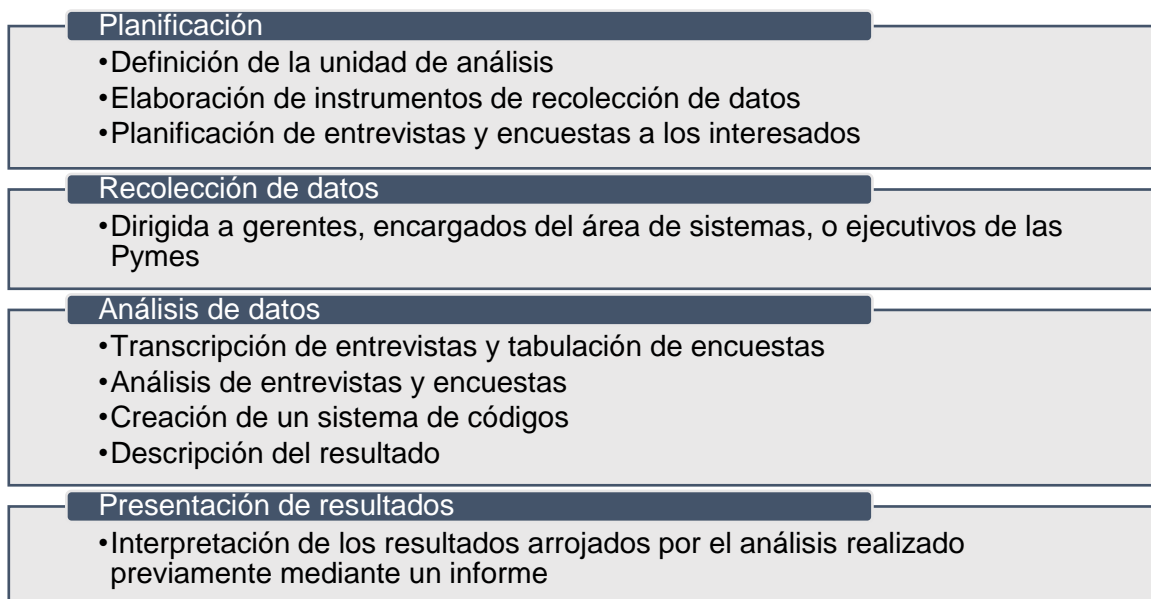 Planificación
•Definición de la unidad de análisis
•Elaboración de instrumentos de recolección de datos
•Planificación de entrevistas y encuestas a los interesados
Recolección de datos
•Dirigida a gerentes, encargados del área de sistemas, o ejecutivos de las
Pymes
Análisis de datos
•Transcripción de entrevistas y tabulación de encuestas
•Análisis de entrevistas y encuestas
•Creación de un sistema de códigos
•Descripción del resultado
Presentación de resultados
•Interpretación de los resultados arrojados por el análisis realizado
previamente mediante un informe